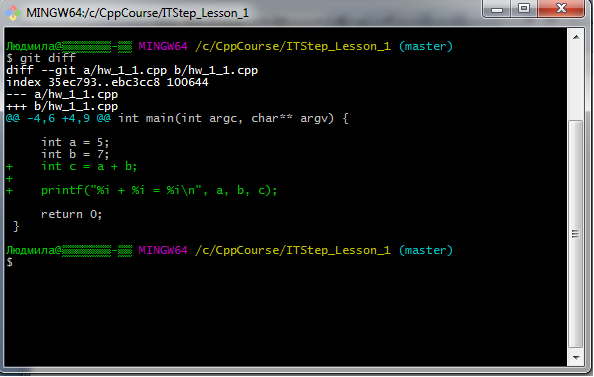 MINGW64:/c/CppCourse/ITStep_Lesson_1
Людмила@ MINGW64 /c/CppCourse/ITStep_Lesson_1 (master)
$ git diff
diff --git a/hw_1_1.cpp b/hw_1_1.cpp
index 35ec793..ebc3cc8 100644
--- a/hw_1_1.cpp
+++ b/hw_1_1.cpp
@@ -4,6 +4,9 @@ int main(int argc, char** argv) {
int a = 5;
int b = 7;
+    int c = a + b;
+
+    printf("%i + %i = %i\n", a, b, c);
return 0;
}
Людмила@ MINGW64 /c/CppCourse/ITStep_Lesson_1 (master)
$